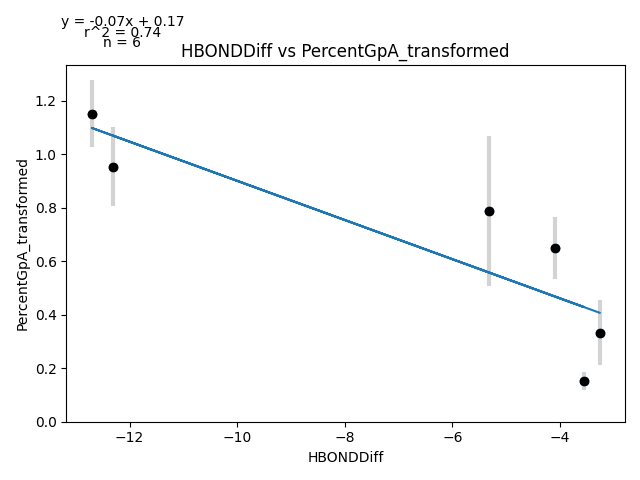 y = -0.07x + 0.17
r^2 = 0.74
n = 6
HBONDDiff vs PercentGpA_transformed
PercentGpA_transformed
1.2
1.0
0.8
0.6
0.4
0.2
0.0
−12
−10
−8
−6
−4
HBONDDiff